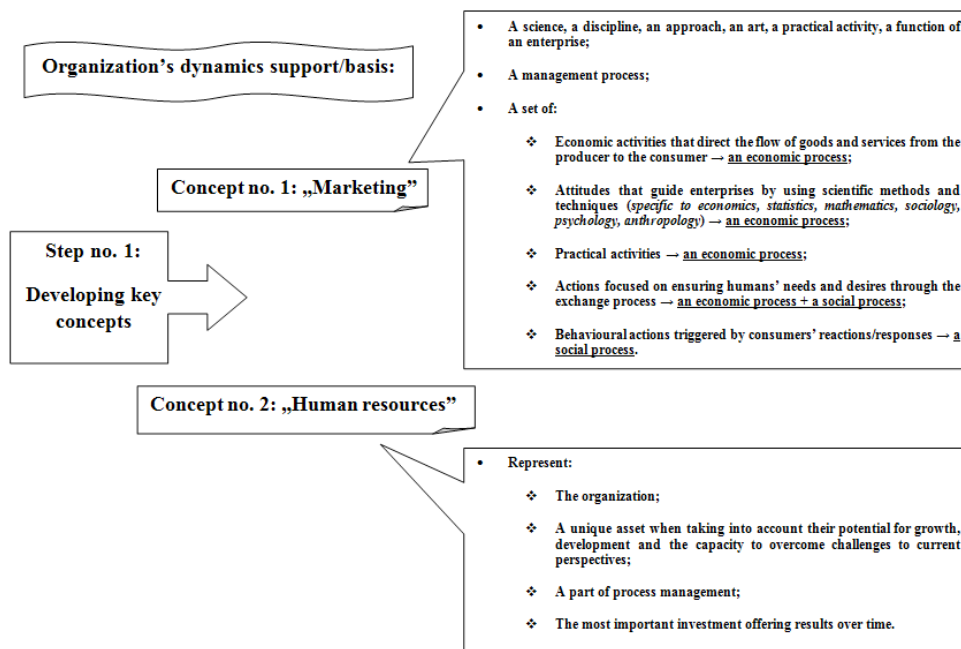 Organization’s dynamics support/basis:
• A science, a discipline, an approach, an art, a practical activity, a function of
an enterprise;
• A management process;
• A set of:
❖ Economic activities that direct the flow of goods and services from the
producer to the consumer → an economic process;
❖ Attitudes that guide enterprises by using scientific methods and
techniques (specific to economics, statistics, mathematics, sociology,
psychology, anthropology) → an economic process;
❖ Practical activities → an economic process;
❖ Actions focused on ensuring humans’ needs and desires through the
exchange process → an economic process + a social process;
❖ Behavioural actions triggered by consumers’ reactions/responses → a
social process.
Concept no. 1: „Marketing”
Step no. 1:
Developing key
concepts
Concept no. 2: „Human resources”
• Represent:
❖ The organization;
❖ A unique asset when taking into account their potential for growth,
development and the capacity to overcome challenges to current
perspectives;
❖ A part of process management;
❖ The most important investment offering results over time.